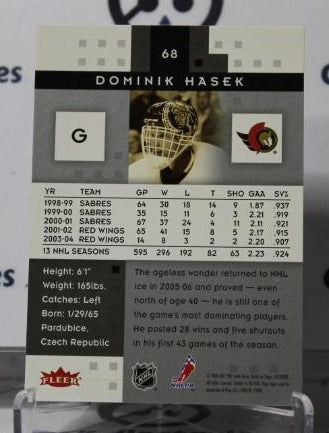 68
DOMINIK HASEK
G
YR TEAM GP W L T SHO GAA SV%
1998-99 SABRES 64 30 18 14 9 1.87 .937
1999-00 SABRES 35 15 11 6 3 2.21 .919
2000-01 SABRES 67 37 24 4 11 2.11 .921
2001-02 RED WINGS 65 41 15 8 5 2.17 .915
2003-04 RED WINGS 14 8 3 2 2 2.20 .907
13 NHL SEASONS 595 296 192 82 63 2.23 .924
Height: 6'1"
Weight: 165lbs.
Catches: Left
Born: 1/29/65
Pardubice,
Czech Republic
The ageless wonder returned to NHL
ice in 2005-06 and proved — even
north of age 40 — he is still one of
the game's most dominating players.
He posted 28 wins and five shutouts
in his first 43 games of the season.
FLEER
NHL
NHLPA